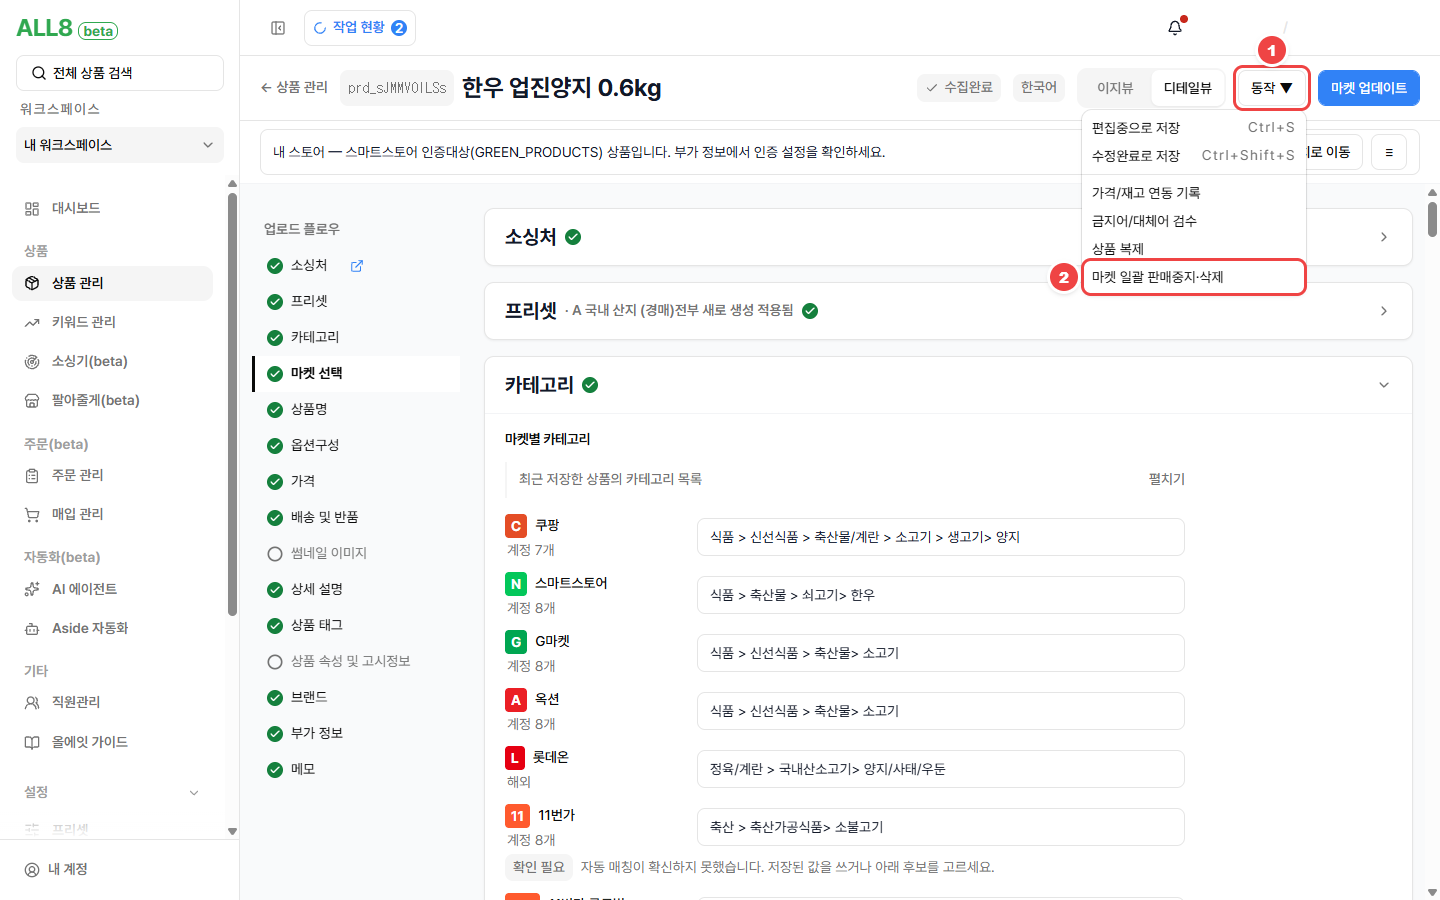 ALL8 beta
전체 상품 검색
워크스페이스
내 워크스페이스
대시보드
상품
상품 관리
키워드 관리
소싱기(beta)
팔아줄게(beta)
주문(beta)
주문 관리
매입 관리
자동화(beta)
AI 에이전트
Aside 자동화
기타
직원관리
올에잇 가이드
설정
프리셋
내 계정
작업 현황 2
/
1
← 상품 관리
prd_sJMMVOILSs
한우 업진양지 0.6kg
수집완료
한국어
이지뷰
디테일뷰
동작 ▼
마켓 업데이트
내 스토어 — 스마트스토어 인증대상(GREEN_PRODUCTS) 상품입니다. 부가 정보에서 인증 설정을 확인하세요.
로 이동
≡
편집중으로 저장 Ctrl+S
수정완료로 저장 Ctrl+Shift+S
가격/재고 연동 기록
금지어/대체어 검수
상품 복제
2
마켓 일괄 판매중지·삭제
업로드 플로우
소싱처
프리셋
카테고리
마켓 선택
상품명
옵션구성
가격
배송 및 반품
썸네일 이미지
상세 설명
상품 태그
상품 속성 및 고시정보
브랜드
부가 정보
메모
소싱처
프리셋 · A 국내 산지 (경매)전부 새로 생성 적용됨
카테고리
마켓별 카테고리
최근 저장한 상품의 카테고리 목록
펼치기
C 쿠팡
계정 7개
식품 > 신선식품 > 축산물/계란 > 소고기 > 생고기> 양지
N 스마트스토어
계정 8개
식품 > 축산물 > 쇠고기> 한우
G G마켓
계정 8개
식품 > 신선식품 > 축산물> 소고기
A 옥션
계정 8개
식품 > 신선식품 > 축산물> 소고기
L 롯데온
해외
정육/계란 > 국내산소고기> 양지/사태/우둔
11 11번가
계정 8개
축산 > 축산가공식품> 소불고기
확인 필요 자동 매칭이 확신하지 못했습니다. 저장된 값을 쓰거나 아래 후보를 고르세요.